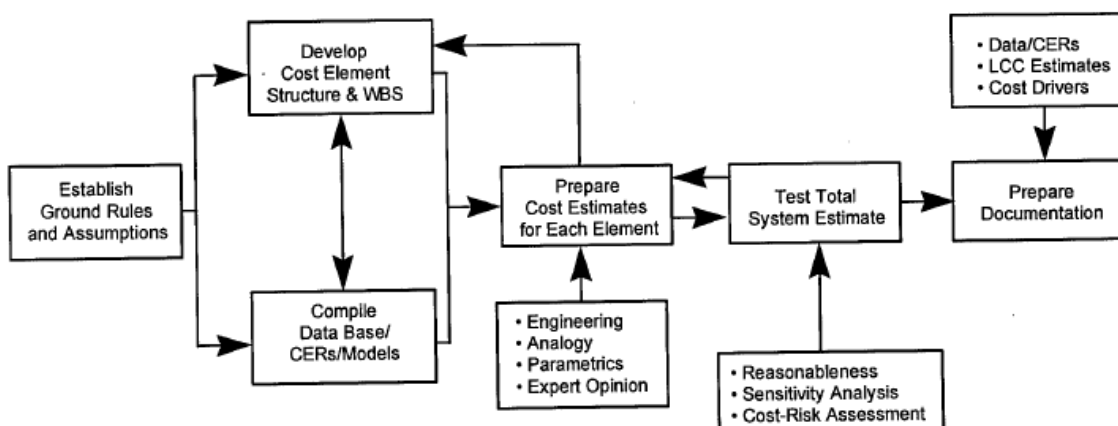 Establish
Ground Rules
and Assumptions
Develop
Cost Element
Structure & WBS
Compile
Data Base/
CERs/Models
Prepare
Cost Estimates
for Each Element
• Engineering
• Analogy
• Parametrics
• Expert Opinion
Test Total
System Estimate
• Reasonableness
• Sensitivity Analysis
• Cost-Risk Assessment
• Data/CERs
• LCC Estimates
• Cost Drivers
Prepare
Documentation